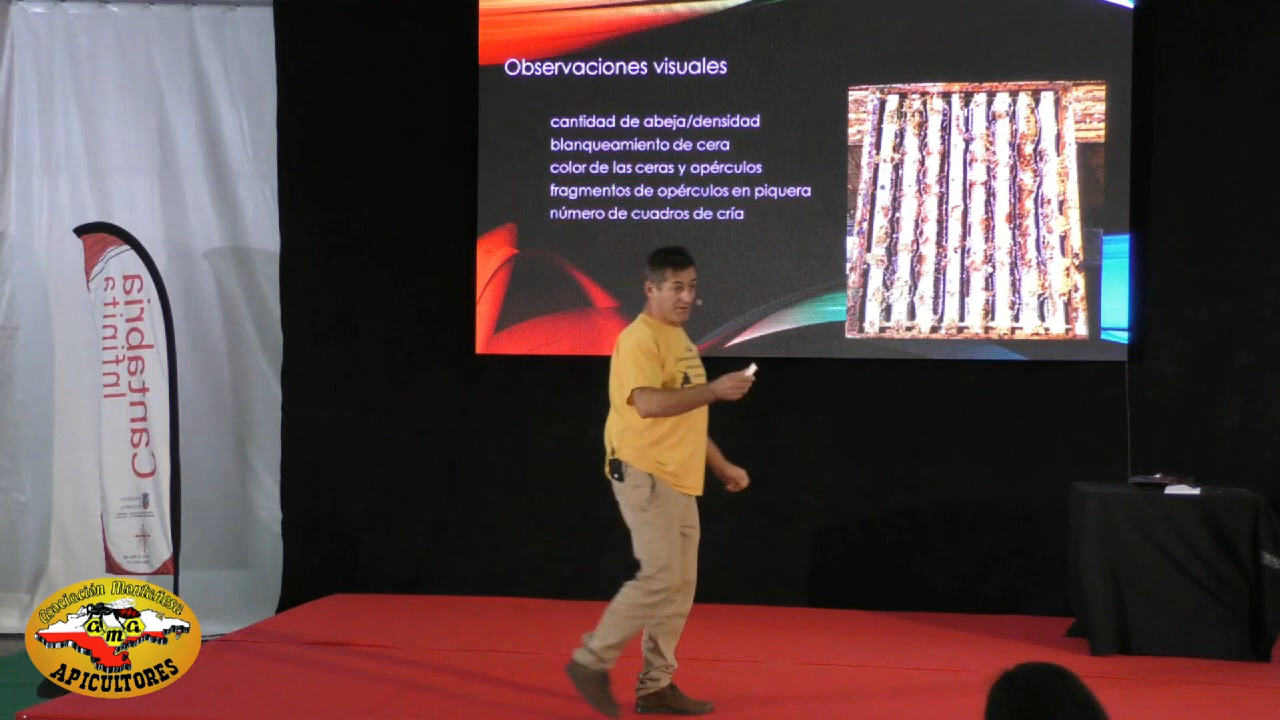 Observaciones visuales
cantidad de abeja/densidad
blanqueamiento de cera
color de las ceras y opérculos
fragmentos de opérculos en piquera
número de cuadros de cría
Cantabria
Infinita
Asociación Montañesa
ama
APICULTORES